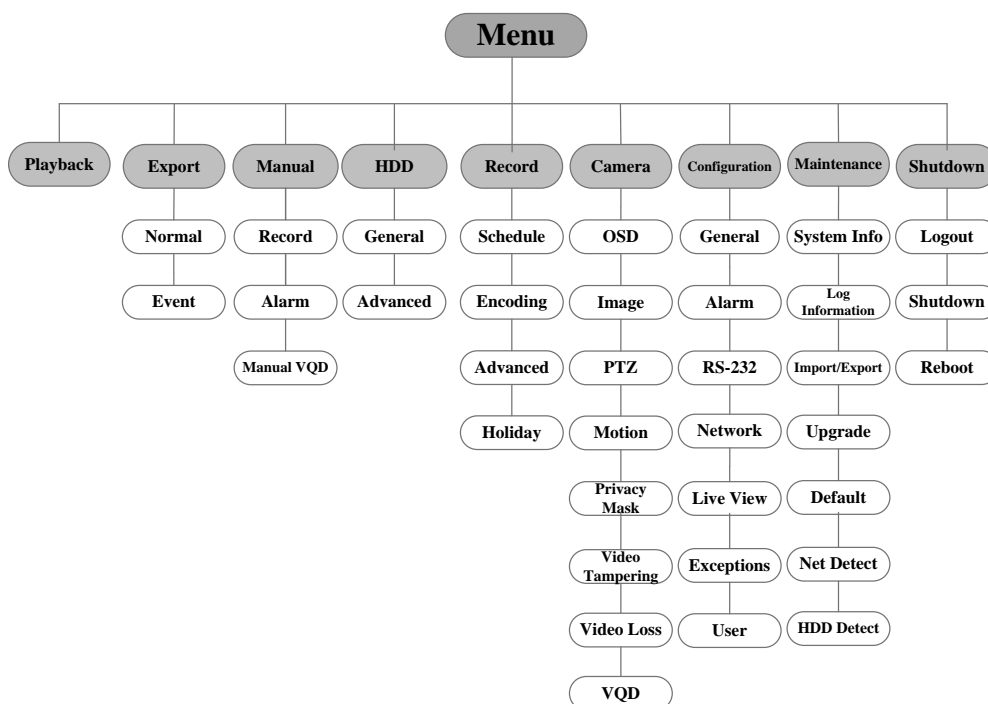 Menu
Playback
Export
Manual
HDD
Record
Camera
Configuration
Maintenance
Shutdown
Normal
Record
General
Schedule
OSD
General
System Info
Logout
Event
Alarm
Advanced
Encoding
Image
Alarm
Log
Information
Shutdown
Manual VQD
Advanced
PTZ
RS-232
Import/Export
Reboot
Holiday
Motion
Network
Upgrade
Privacy
Mask
Live View
Default
Video
Tampering
Exceptions
Net Detect
Video Loss
User
HDD Detect
VQD